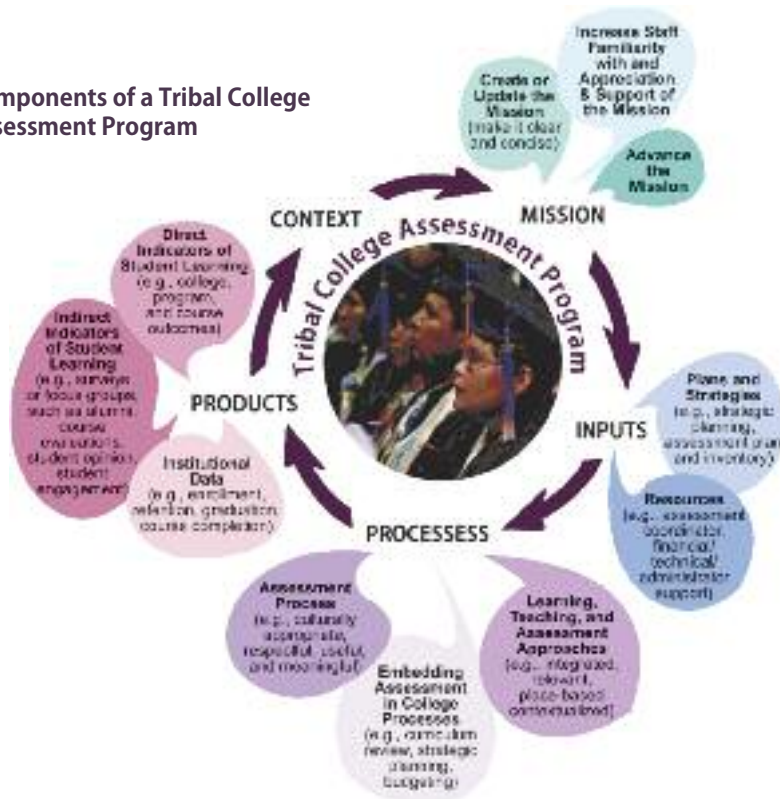 mponents of a Tribal College
sessment Program
Increase Staff
Familiarity
with and
Appreciation
& Support of
the Mission
Create or
Update the
Mission
(make it clear
and concise)
Advance
the
Mission
CONTEXT
MISSION
Tribal College Assessment Program
Direct
Indicators of
Student Learning
(e.g., college,
program,
and course
outcomes)
Indirect
Indicators
of Student
Learning
(e.g., surveys
or focus groups,
such as alumni,
course
evaluations,
student opinion,
student
engagement)
PRODUCTS
Institutional
Data
(e.g., enrollment,
retention, graduation,
course completion)
INPUTS
Plans and
Strategies
(e.g., strategic
planning,
assessment plan
and inventory)
Resources
(e.g., assessment
coordinator,
financial/
technical/
administrator
support)
PROCESSESS
Assessment
Process
(e.g., culturally
appropriate,
respectful, useful,
and meaningful)
Embedding
Assessment
in College
Processes
(e.g., curriculum
review, strategic
planning,
budgeting)
Learning,
Teaching, and
Assessment
Approaches
(e.g., integrated,
relevant,
place-based
contextualized)